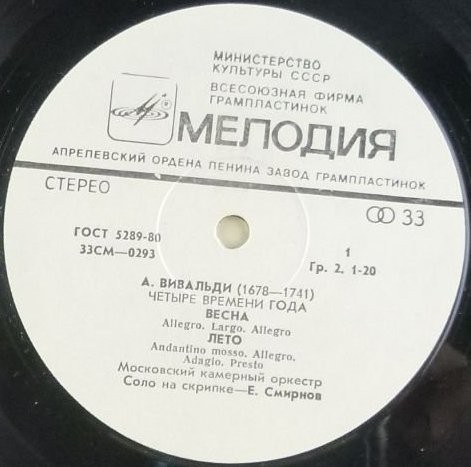 МИНИСТЕРСТВО
КУЛЬТУРЫ СССР
ВСЕСОЮЗНАЯ ФИРМА
ГРАМПЛАСТИНОК
МЕЛОДИЯ
АПРЕЛЕВСКИЙ ОРДЕНА ЛЕНИНА ЗАВОД ГРАМПЛАСТИНОК
СТЕРЕО
33
ГОСТ 5289-80
33СМ—0293
1
Гр. 2. 1-20
А. ВИВАЛЬДИ (1678—1741)
ЧЕТЫРЕ ВРЕМЕНИ ГОДА
ВЕСНА
Allegro. Largo. Allegro
ЛЕТО
Andantino mosso. Allegro.
Adagio. Presto
Московский камерный оркестр
Соло на скрипке—Е. Смирнов